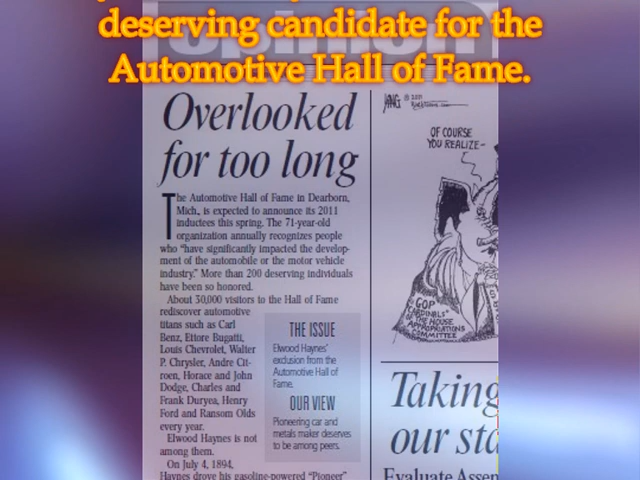 deserving candidate for the
Automotive Hall of Fame.
opinion
Overlooked
for too long
The Automotive Hall of Fame in Dearborn,
Mich., is expected to announce its 2011
inductees this spring. The 71-year-old
organization annually recognizes people
who “have significantly impacted the develop-
ment of the automobile or the motor vehicle
industry.” More than 200 deserving individuals
have been so honored.
About 30,000 visitors to the Hall of Fame
rediscover automotive
titans such as Carl
Benz, Ettore Bugatti,
Louis Chevrolet, Walter
P. Chrysler, Andre Cit-
roen, Horace and John
Dodge, Charles and
Frank Duryea, Henry
Ford and Ransom Olds
every year.
Elwood Haynes is not
among them.
On July 4, 1894,
Haynes drove his gasoline-powered “Pioneer”
THE ISSUE
Elwood Haynes'
exclusion from the
Automotive Hall of
Fame.
OUR VIEW
Pioneering car and
metals maker deserves
to be among peers.
OF COURSE
YOU REALIZE–
GOP
"CARDINALS"
OF THE HOUSE
APPROPRIATIONS
COMMITTEE
Taking
our sta
Evaluate Assem